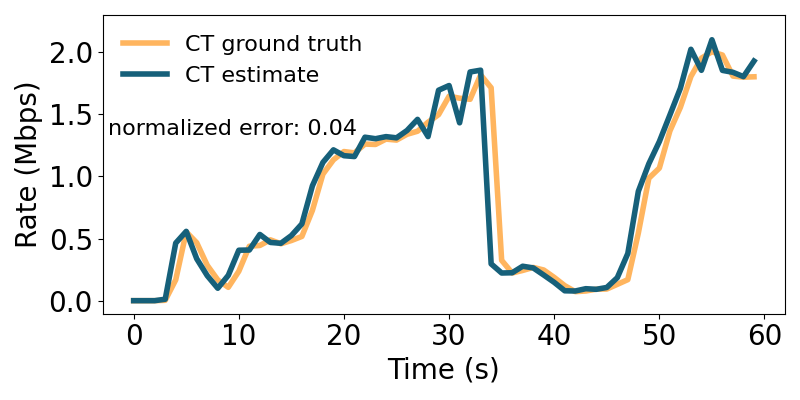 CT ground truth
CT estimate
normalized error: 0.04
Rate (Mbps)
2.0
1.5
1.0
0.5
0.0
0 10 20 30 40 50 60
Time (s)